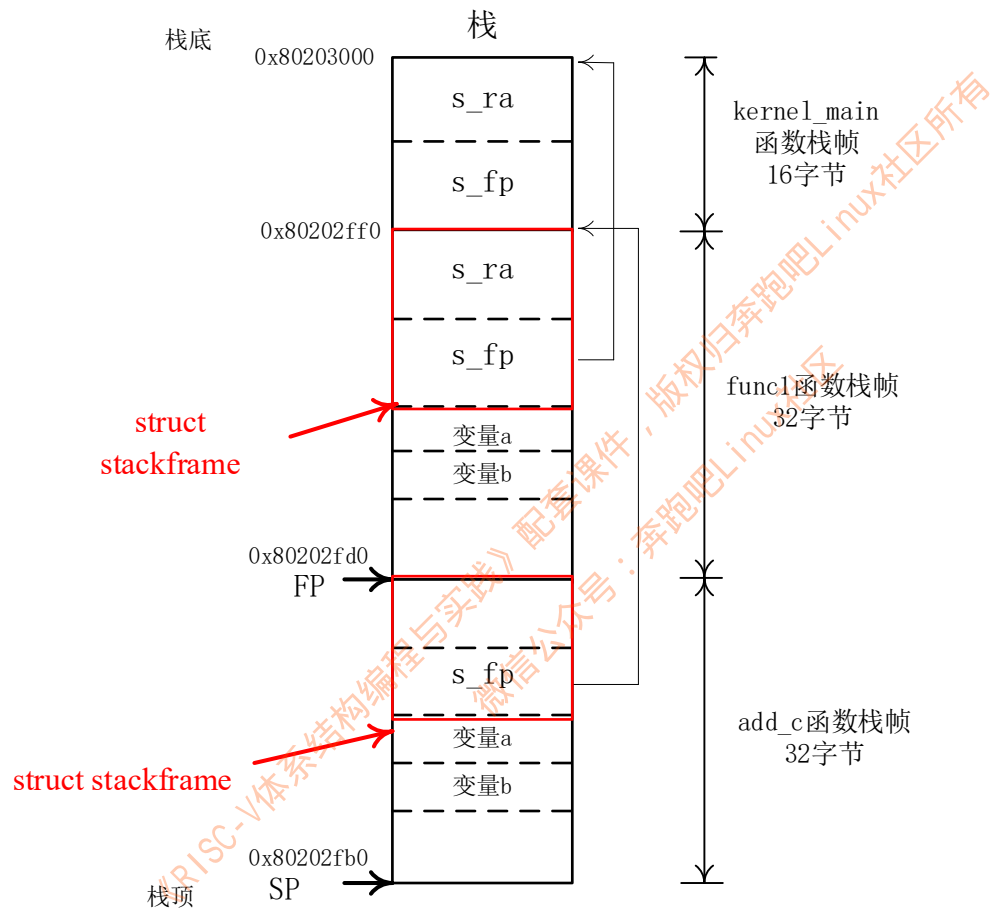 栈
栈底
0x80203000
s_ra
kernel_main
函数栈帧
16字节
s_fp
0x80202ff0
s_ra
s_fp
func1函数栈帧
32字节
struct
stackframe
变量a
变量b
0x80202fd0
FP
s_fp
add_c函数栈帧
32字节
变量a
struct stackframe
变量b
0x80202fb0
SP
栈顶
《RISC-V体系结构编程与实践》配套课件，版权归奔跑吧Linux社区所有
微信公众号：奔跑吧Linux社区